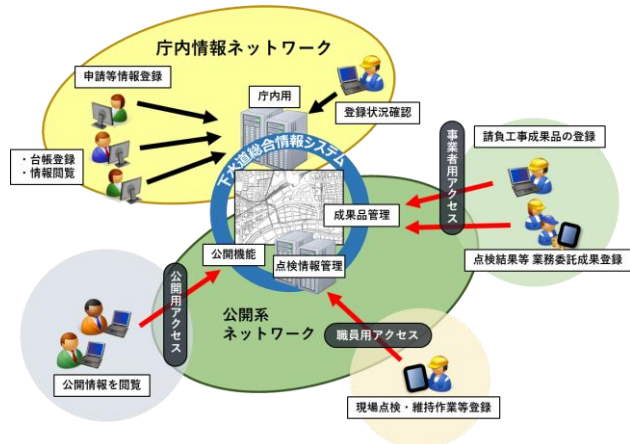 庁内情報ネットワーク
申請等情報登録
庁内用
登録状況確認
・台帳登録
・情報閲覧
下水道総合情報システム
事業者用アクセス
請負工事成果品の登録
成果品管理
公開機能
点検情報管理
点検結果等 業務委託成果登録
公開用アクセス
公開系
ネットワーク
職員用アクセス
公開情報を閲覧
現場点検・維持作業等登録